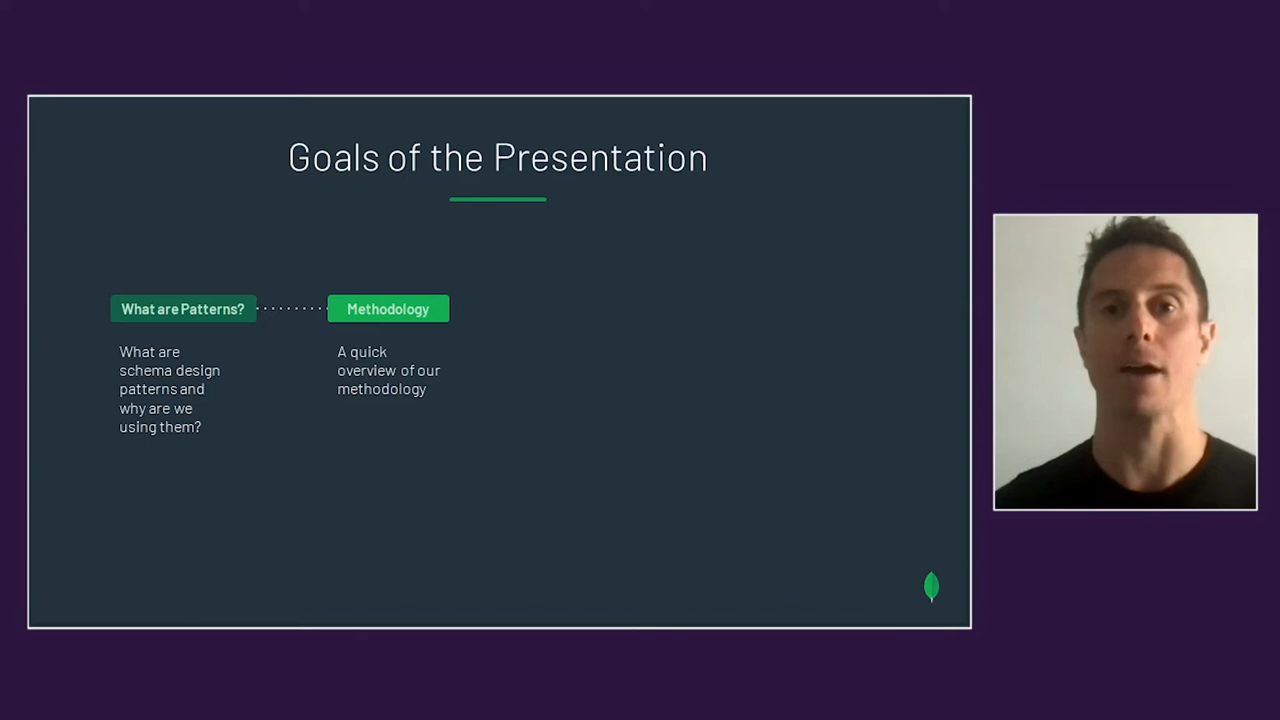 Goals of the Presentation
What are Patterns?
Methodology
What are
schema design
patterns and
why are we
using them?
A quick
overview of our
methodology